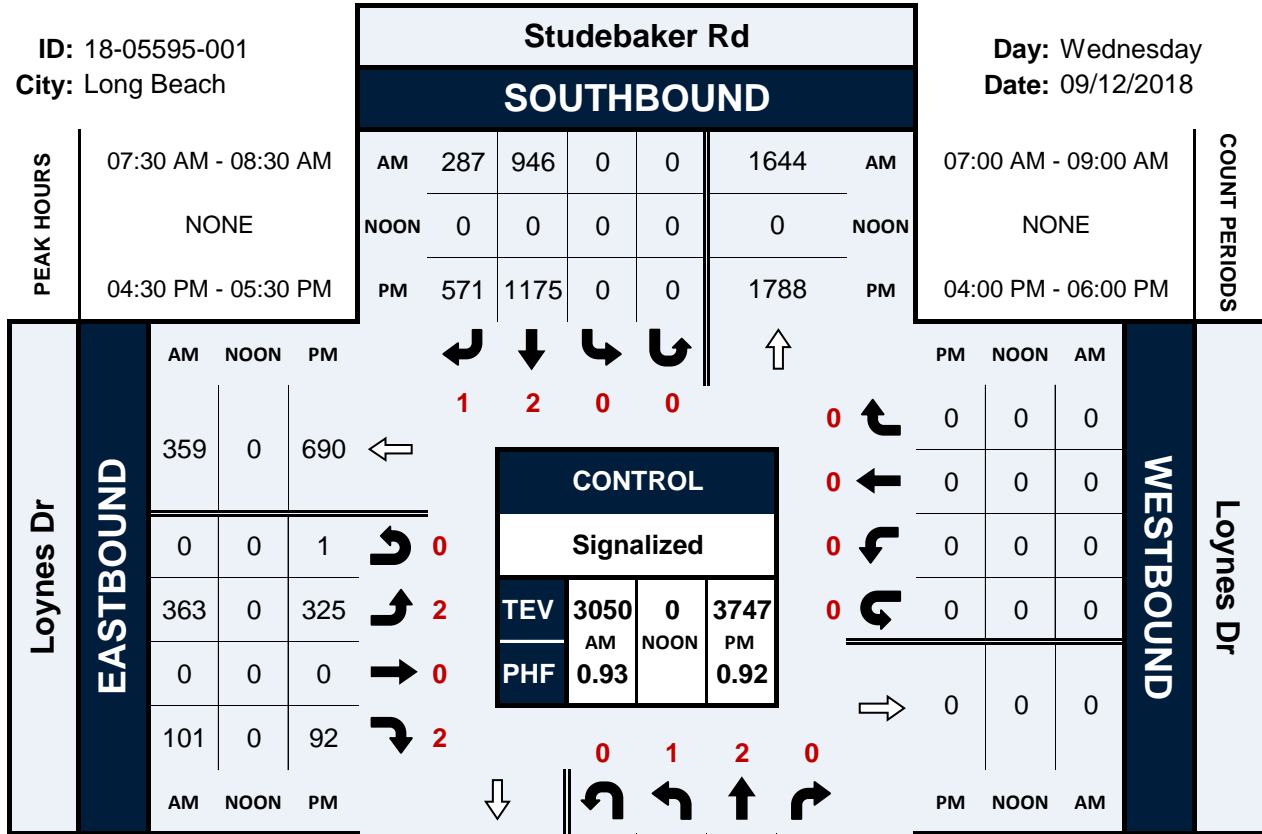 ID: 18-05595-001
City: Long Beach
Studebaker Rd
SOUTHBOUND
Day: Wednesday
Date: 09/12/2018
PEAK HOURS
07:30 AM - 08:30 AM
NONE
04:30 PM - 05:30 PM
AM 287 946 0 0 1644 AM
NOON 0 0 0 0 0 NOON
PM 571 1175 0 0 1788 PM
07:00 AM - 09:00 AM
NONE
04:00 PM - 06:00 PM
COUNT PERIODS
1 2 0 0
Loynes Dr
EASTBOUND
AM NOON PM
359 0 690
0 0 1 0
363 0 325 2
0 0 0 0
101 0 92 2
AM NOON PM
CONTROL
Signalized
TEV 3050 0 3747
AM NOON PM
PHF 0.93 0.92
PM NOON AM
0 0 0 0
0 0 0 0
0 0 0 0
0 0 0 0
0 0 0
PM NOON AM
WESTBOUND
Loynes Dr
0 1 2 0